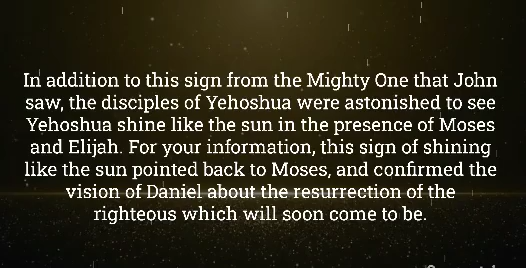 In addition to this sign from the Mighty One that John
saw, the disciples of Yehoshua were astonished to see
Yehoshua shine like the sun in the presence of Moses
and Elijah. For your information, this sign of shining
like the sun pointed back to Moses, and confirmed the
vision of Daniel about the resurrection of the
righteous which will soon come to be.